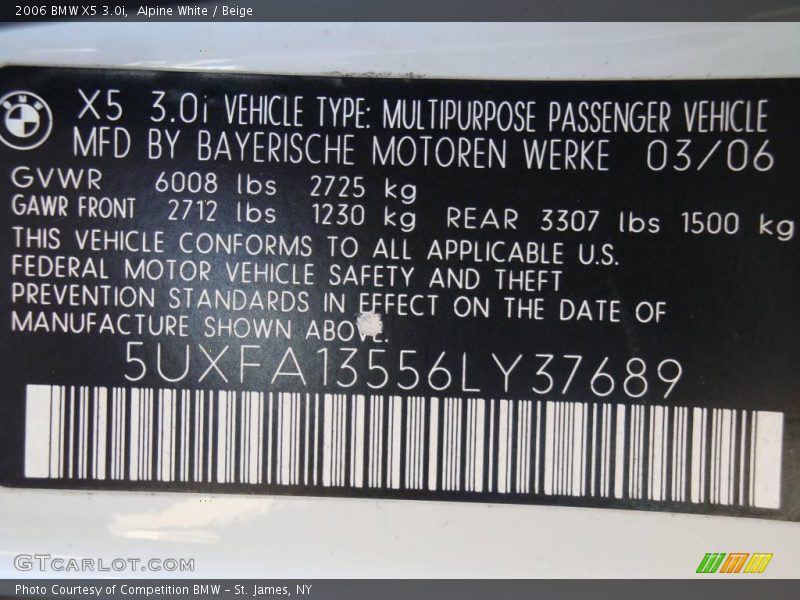 2006 BMW X5 3.0i,  Alpine White / Beige
BMW
X5 3.0i VEHICLE TYPE: MULTIPURPOSE PASSENGER VEHICLE
MFD BY BAYERISCHE MOTOREN WERKE 03/06
GVWR 6008 lbs 2725 kg
GAWR FRONT 2712 lbs 1230 kg REAR 3307 lbs 1500 kg
THIS VEHICLE CONFORMS TO ALL APPLICABLE U.S.
FEDERAL MOTOR VEHICLE SAFETY AND THEFT
PREVENTION STANDARDS IN EFFECT ON THE DATE OF
MANUFACTURE SHOWN ABOVE.
5UXFA13556LY37689
GTCARLOT.COM
Photo Courtesy of Competition BMW – St. James, NY